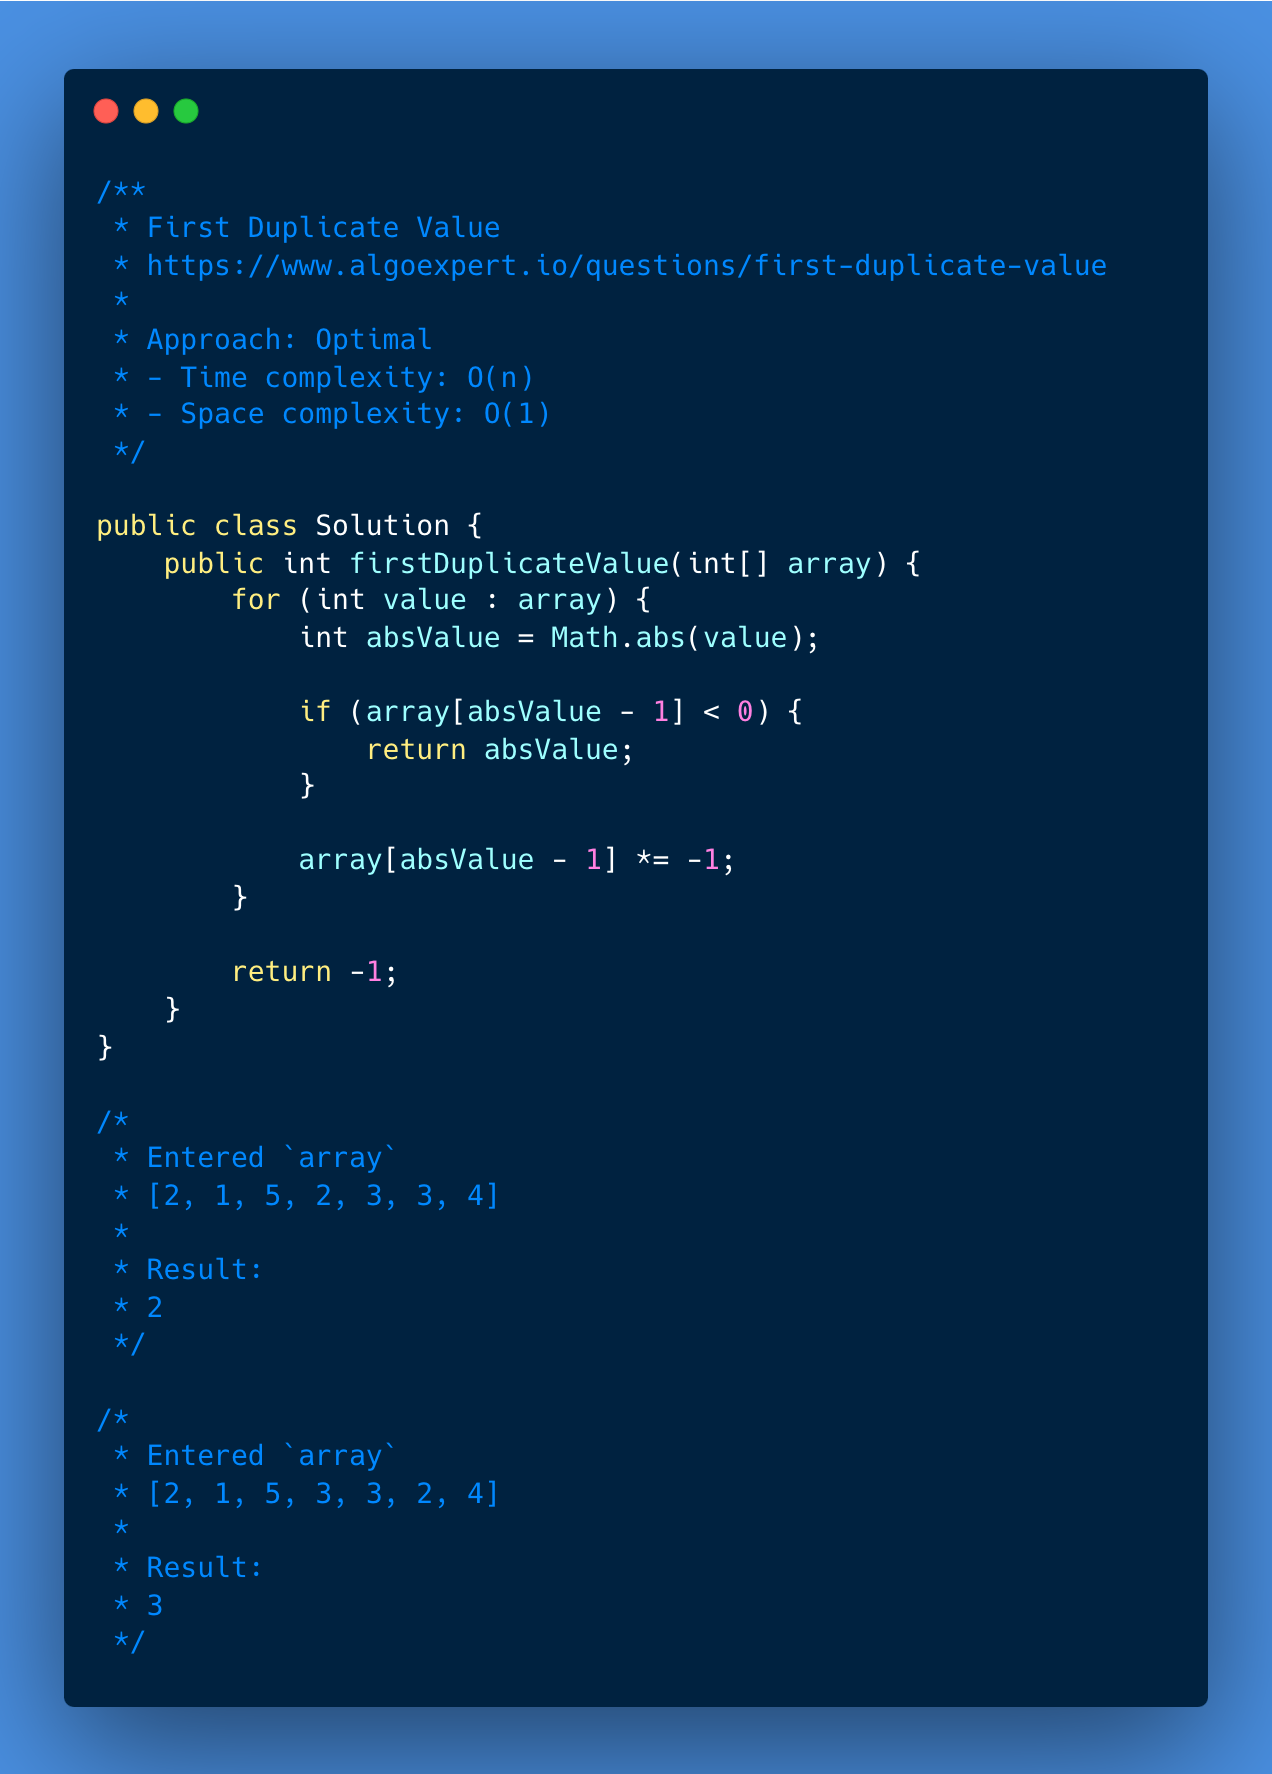 /**
 * First Duplicate Value
 * https://www.algoexpert.io/questions/first-duplicate-value
 *
 * Approach: Optimal
 * - Time complexity: O(n)
 * - Space complexity: O(1)
 */

public class Solution {
    public int firstDuplicateValue(int[] array) {
        for (int value : array) {
            int absValue = Math.abs(value);

            if (array[absValue - 1] < 0) {
                return absValue;
            }

            array[absValue - 1] *= -1;
        }

        return -1;
    }
}

/*
 * Entered `array`
 * [2, 1, 5, 2, 3, 3, 4]
 *
 * Result:
 * 2
 */

/*
 * Entered `array`
 * [2, 1, 5, 3, 3, 2, 4]
 *
 * Result:
 * 3
 */